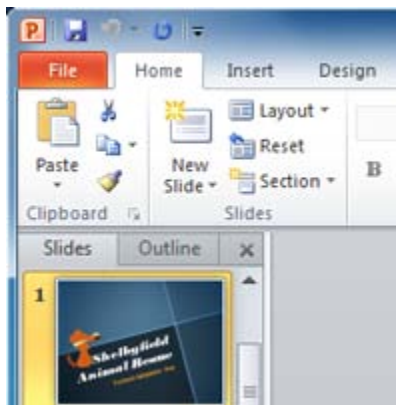 P
File Home Insert Design
Paste
New
Slide
Layout
Reset
Section
B
Clipboard Slides
Slides Outline
1
Shelbyfield
Animal Rescue